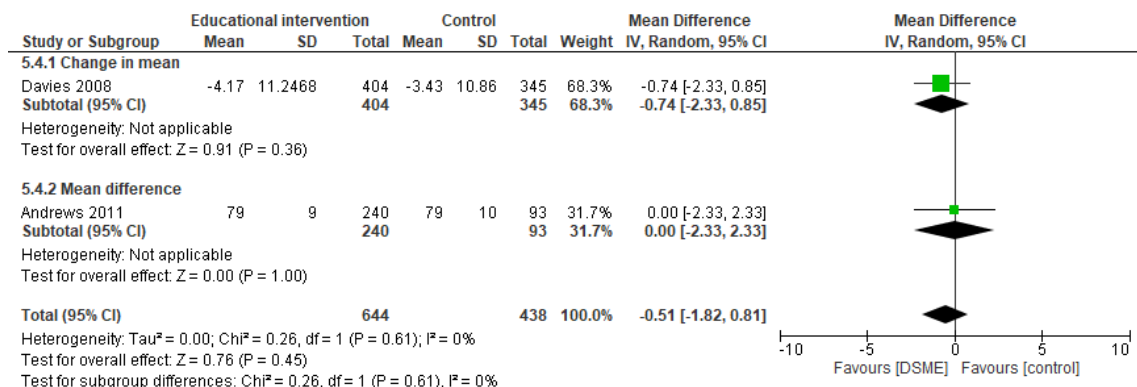 Educational intervention Control Mean Difference Mean Difference
Study or Subgroup Mean SD Total Mean SD Total Weight IV, Random, 95% CI IV, Random, 95% CI
5.4.1 Change in mean
Davies 2008 -4.17 11.2468 404 -3.43 10.86 345 68.3% -0.74 [-2.33, 0.85]
Subtotal (95% CI) 404 345 68.3% -0.74 [-2.33, 0.85]
Heterogeneity: Not applicable
Test for overall effect: Z = 0.91 (P = 0.36)
5.4.2 Mean difference
Andrews 2011 79 9 240 79 10 93 31.7% 0.00 [-2.33, 2.33]
Subtotal (95% CI) 240 93 31.7% 0.00 [-2.33, 2.33]
Heterogeneity: Not applicable
Test for overall effect: Z = 0.00 (P = 1.00)
Total (95% CI) 644 438 100.0% -0.51 [-1.82, 0.81]
Heterogeneity: Tau² = 0.00; Chi² = 0.26, df = 1 (P = 0.61); I² = 0%
Test for overall effect: Z = 0.76 (P = 0.45)
Test for subgroup differences: Chi² = 0.26, df = 1 (P = 0.61), I² = 0%
-10 -5 0 5 10
Favours [DSME] Favours [control]